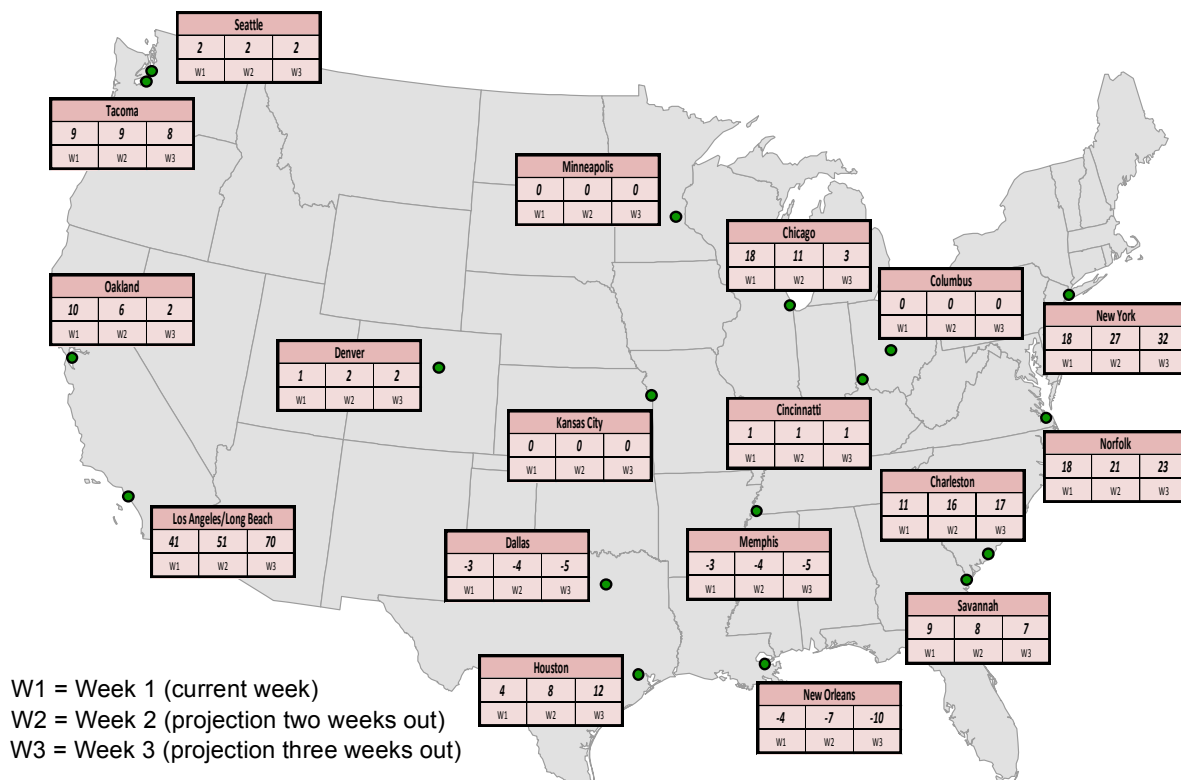 Seattle
2 2 2
W1 W2 W3
Tacoma
9 9 8
W1 W2 W3
Minneapolis
0 0 0
W1 W2 W3
Chicago
18 11 3
W1 W2 W3
Columbus
0 0 0
W1 W2 W3
Oakland
10 6 2
W1 W2 W3
New York
18 27 32
W1 W2 W3
Denver
1 2 2
W1 W2 W3
Kansas City
0 0 0
W1 W2 W3
Cincinnatti
1 1 1
W1 W2 W3
Norfolk
18 21 23
W1 W2 W3
Charleston
11 16 17
W1 W2 W3
Los Angeles/Long Beach
41 51 70
W1 W2 W3
Dallas
-3 -4 -5
W1 W2 W3
Memphis
-3 -4 -5
W1 W2 W3
Savannah
9 8 7
W1 W2 W3
Houston
4 8 12
W1 W2 W3
New Orleans
-4 -7 -10
W1 W2 W3
W1 = Week 1 (current week)
W2 = Week 2 (projection two weeks out)
W3 = Week 3 (projection three weeks out)